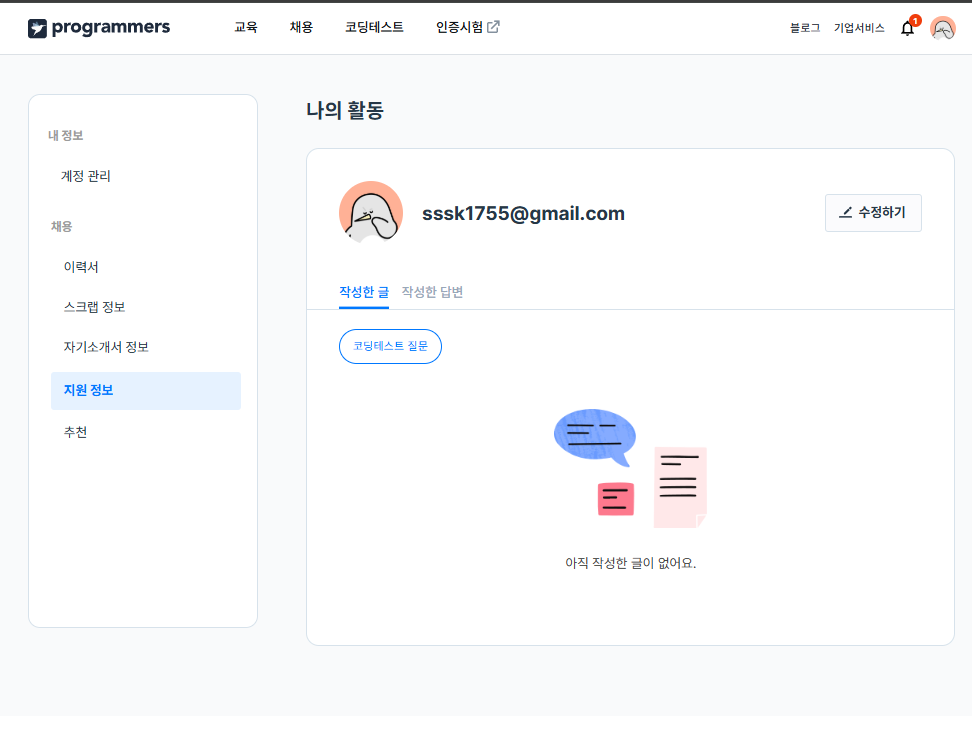 programmers 교육 채용 코딩테스트 인증시험 블로그 기업서비스 1
내 정보
계정 관리
채용
이력서
스크랩 정보
자기소개서 정보
지원 정보
추천
나의 활동
sssk1755@gmail.com
수정하기
작성한 글 작성한 답변
코딩테스트 질문
아직 작성한 글이 없어요.